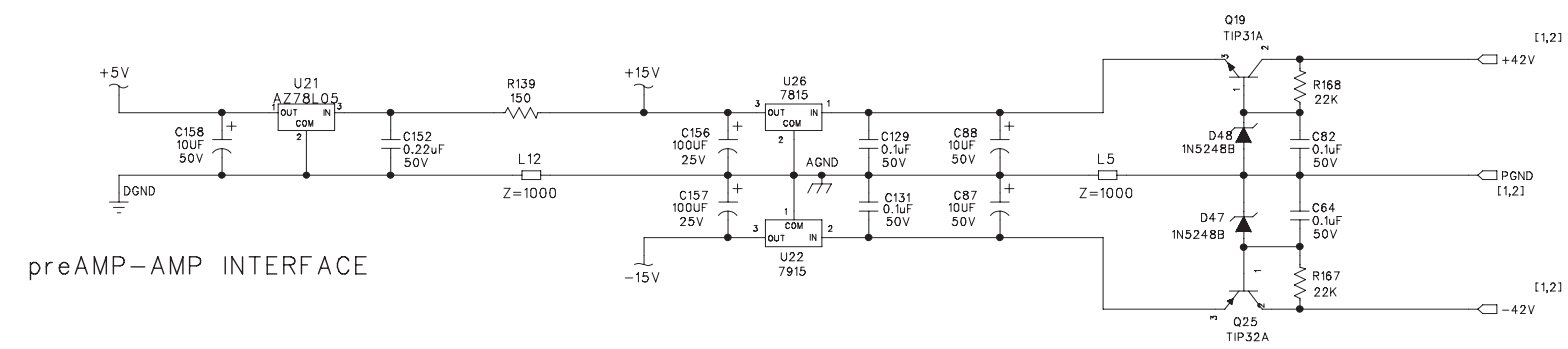 Q19
TIP31A
[1,2]
+42V
3
2
1
R168
22K
+5V
U21
AZ78L05
1
OUT
IN
3
COM
2
R139
150
+15V
U26
7815
3
OUT
IN
1
COM
2
C158
10UF
50V
+
C152
0.22uF
50V
C156
100UF
25V
+
C129
0.1uF
50V
C88
10UF
50V
+
D48
1N5248B
C82
0.1uF
50V
L12
Z=1000
AGND
L5
Z=1000
DGND
PGND
[1,2]
C157
100UF
25V
+
C131
0.1uF
50V
C87
10UF
50V
+
D47
1N5248B
C64
0.1uF
50V
1
COM
3
OUT
IN
2
U22
7915
-15V
preAMP-AMP INTERFACE
1
R167
22K
[1,2]
-42V
3
2
Q25
TIP32A